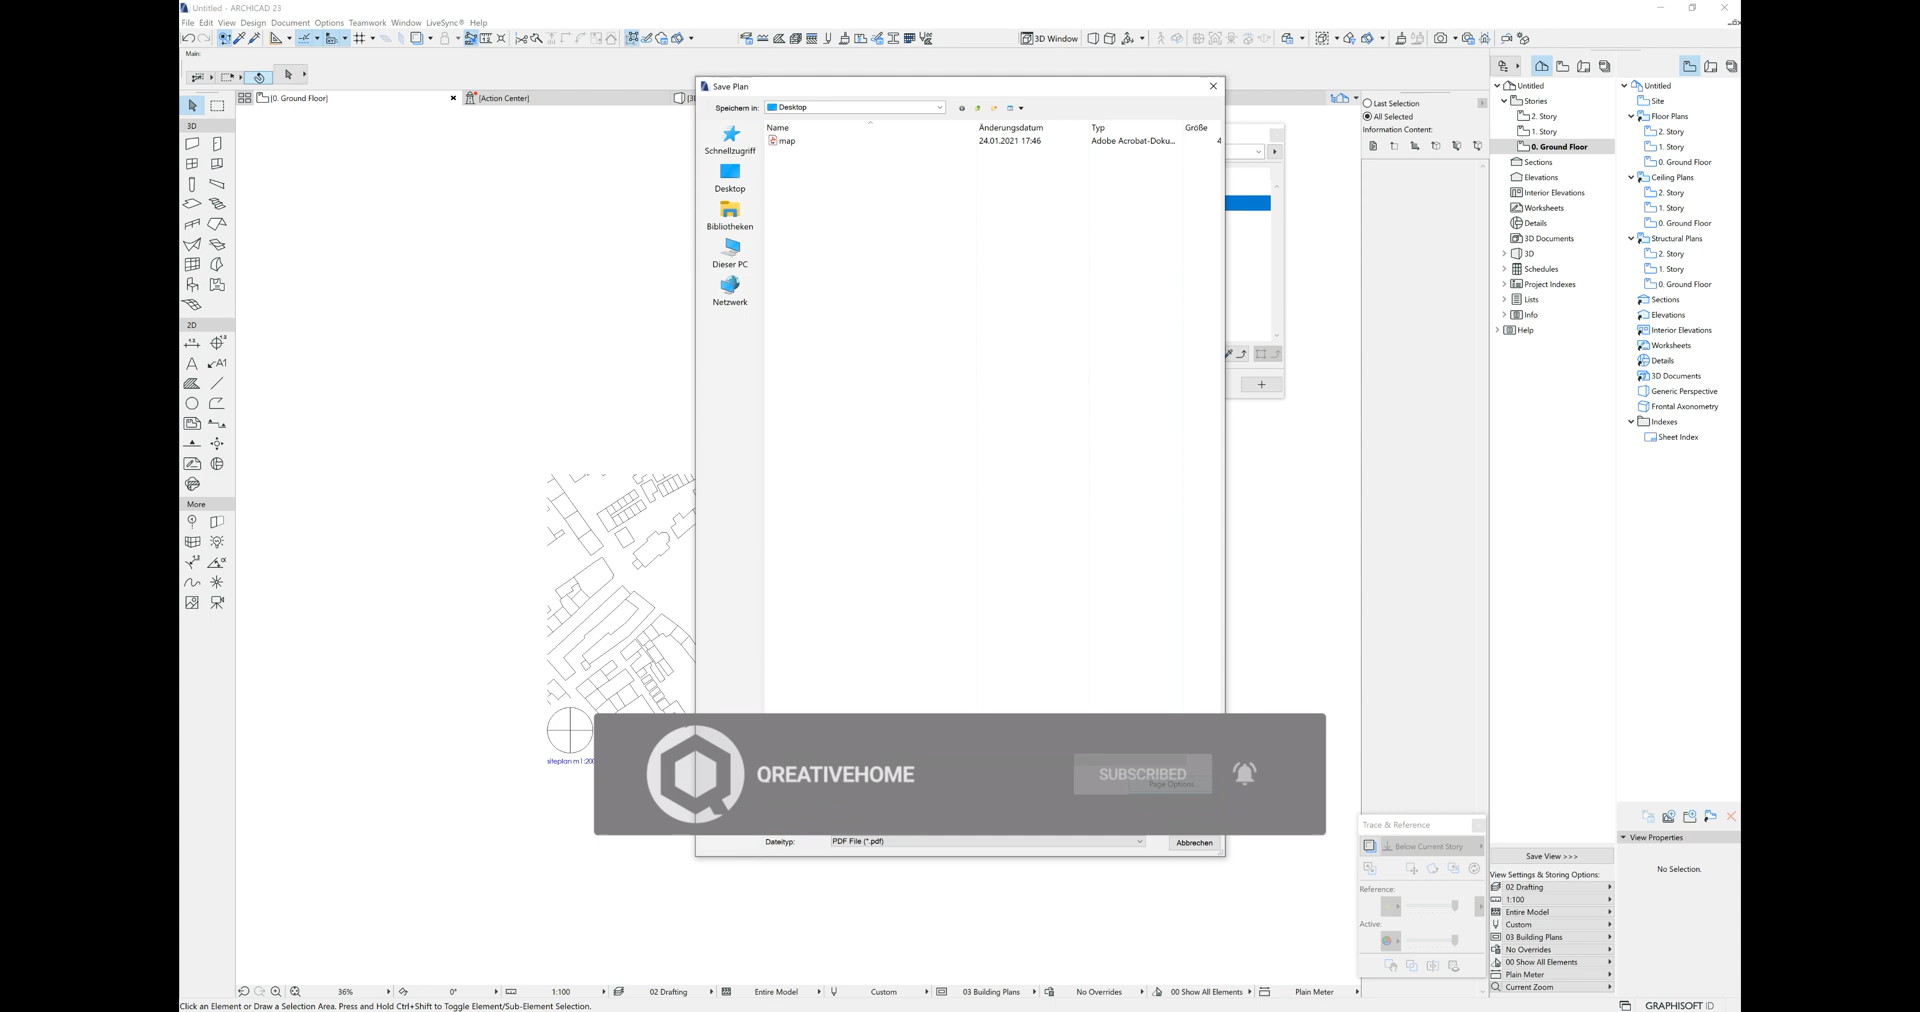 Untitled - ARCHICAD 23
File Edit View Design Document Options Teamwork Window LiveSync® Help
3D Window
Main:
[0. Ground Floor]
[Action Center]
Save Plan
Speichern in:
Desktop
Name Änderungsdatum Typ Größe
map 24.01.2021 17:46 Adobe Acrobat-Doku... 4
Schnellzugriff
Desktop
Bibliotheken
Dieser PC
Netzwerk
3D
2D
More
siteplan m1:200
QREATIVEHOME
SUBSCRIBED
Page Options...
Dateityp: PDF File (*.pdf)
Abbrechen
Last Selection
All Selected
Information Content:
Untitled
Stories
2. Story
1. Story
0. Ground Floor
Sections
Elevations
Interior Elevations
Worksheets
Details
3D Documents
3D
Schedules
Project Indexes
Lists
Info
Help
Untitled
Site
Floor Plans
2. Story
1. Story
0. Ground Floor
Ceiling Plans
2. Story
1. Story
0. Ground Floor
Structural Plans
2. Story
1. Story
0. Ground Floor
Sections
Elevations
Interior Elevations
Worksheets
Details
3D Documents
Generic Perspective
Frontal Axonometry
Indexes
Sheet Index
Trace & Reference
Below Current Story
Reference:
Active:
Save View >>>
View Settings & Storing Options:
02 Drafting
1:100
Entire Model
Custom
03 Building Plans
No Overrides
00 Show All Elements
Plain Meter
Current Zoom
View Properties
No Selection.
36% 0° 1:100 02 Drafting Entire Model Custom 03 Building Plans No Overrides 00 Show All Elements Plain Meter
Click an Element or Draw a Selection Area. Press and Hold Ctrl+Shift to Toggle Element/Sub-Element Selection.
GRAPHISOFT ID